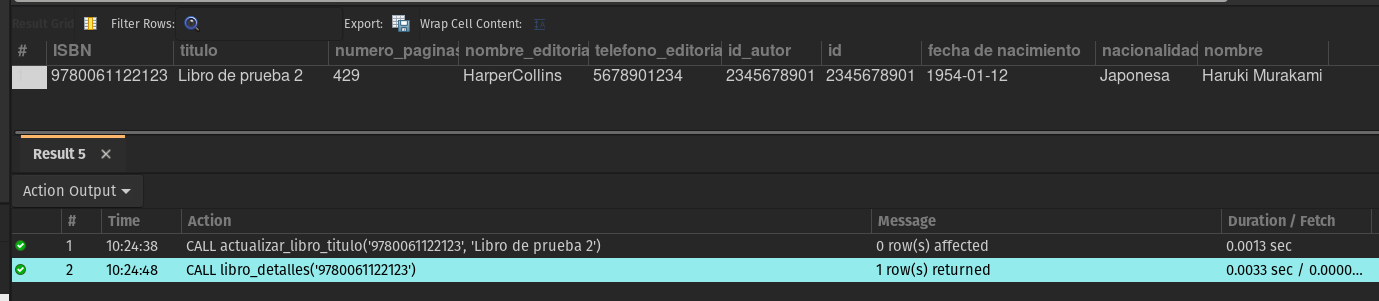 Result Grid Filter Rows: Export: Wrap Cell Content:
# ISBN titulo numero_paginas nombre_editoria telefono_editoria id_autor id fecha de nacimiento nacionalidad nombre
9780061122123 Libro de prueba 2 429 HarperCollins 5678901234 2345678901 2345678901 1954-01-12 Japonesa Haruki Murakami
Result 5 ×
Action Output
# Time Action Message Duration / Fetch
1 10:24:38 CALL actualizar_libro_titulo('9780061122123', 'Libro de prueba 2') 0 row(s) affected 0.0013 sec
2 10:24:48 CALL libro_detalles('9780061122123') 1 row(s) returned 0.0033 sec / 0.0000...